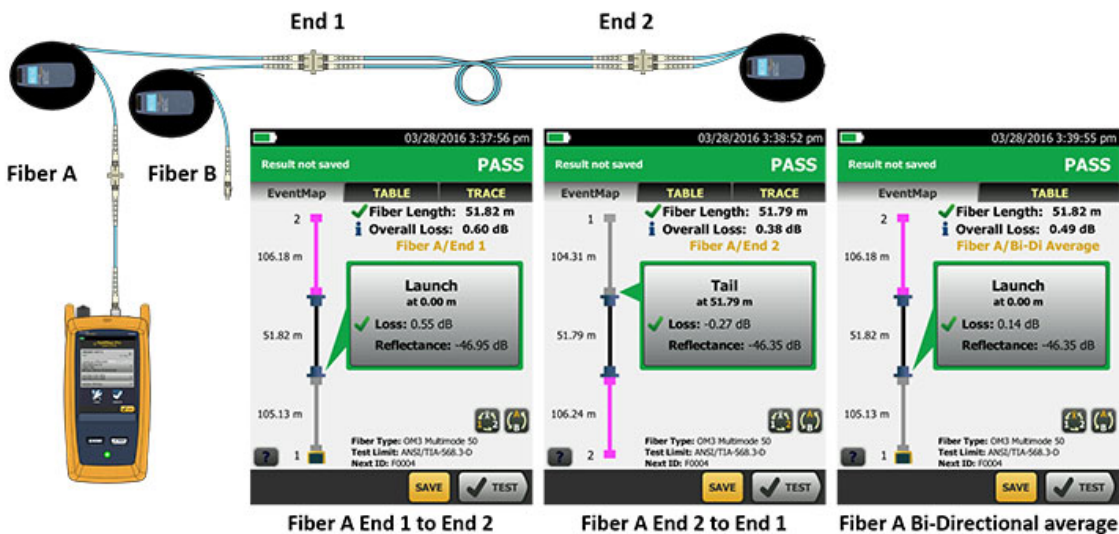 End 1
End 2
Fiber A
Fiber B
03/28/2016 3:37:56 pm
Result not saved
PASS
EventMap
TABLE
TRACE
2
Fiber Length: 51.82 m
Overall Loss: 0.60 dB
Fiber A/End 1
106.18 m
Launch
at 0.00 m
51.82 m
Loss: 0.55 dB
Reflectance: -46.95 dB
105.13 m
Fiber Type: OM3 Multimode 50
Test Limit: ANSI/TIA-568.3-D
Next ID: F0004
?
1
SAVE
TEST
Fiber A End 1 to End 2
03/28/2016 3:38:52 pm
Result not saved
PASS
EventMap
TABLE
TRACE
1
Fiber Length: 51.79 m
Overall Loss: 0.38 dB
Fiber A/End 2
104.31 m
Tail
at 51.79 m
51.79 m
Loss: -0.27 dB
Reflectance: -46.35 dB
106.24 m
Fiber Type: OM3 Multimode 50
Test Limit: ANSI/TIA-568.3-D
Next ID: F0004
?
2
SAVE
TEST
Fiber A End 2 to End 1
03/28/2016 3:39:55 pm
Result not saved
PASS
EventMap
TABLE
2
Fiber Length: 51.82 m
Overall Loss: 0.49 dB
Fiber A/Bi-Di Average
106.18 m
Launch
at 0.00 m
51.82 m
Loss: 0.14 dB
Reflectance: -46.35 dB
105.13 m
Fiber Type: OM3 Multimode 50
Test Limit: ANSI/TIA-568.3-D
Next ID: F0004
?
1
SAVE
TEST
Fiber A Bi-Directional average